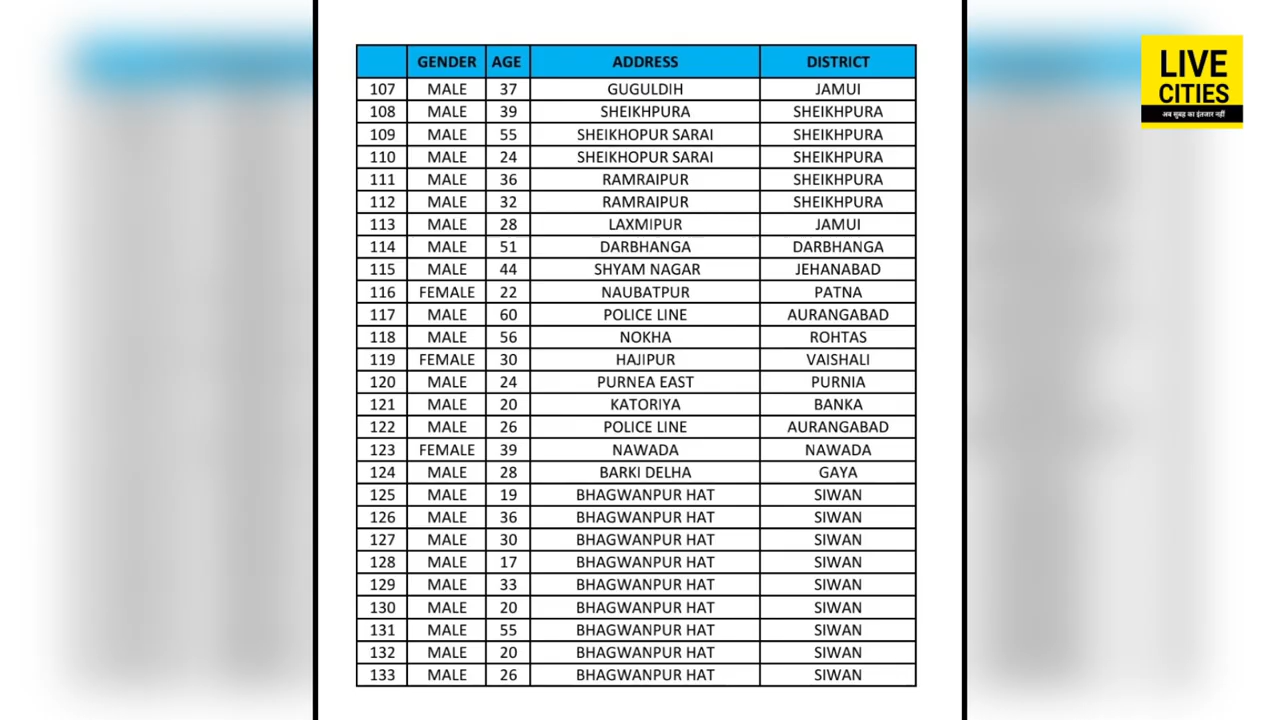 GENDER AGE ADDRESS DISTRICT
107 MALE 37 GUGULDIH JAMUI
108 MALE 39 SHEIKHPURA SHEIKHPURA
109 MALE 55 SHEIKHOPUR SARAI SHEIKHPURA
110 MALE 24 SHEIKHOPUR SARAI SHEIKHPURA
111 MALE 36 RAMRAIPUR SHEIKHPURA
112 MALE 32 RAMRAIPUR SHEIKHPURA
113 MALE 28 LAXMIPUR JAMUI
114 MALE 51 DARBHANGA DARBHANGA
115 MALE 44 SHYAM NAGAR JEHANABAD
116 FEMALE 22 NAUBATPUR PATNA
117 MALE 60 POLICE LINE AURANGABAD
118 MALE 56 NOKHA ROHTAS
119 FEMALE 30 HAJIPUR VAISHALI
120 MALE 24 PURNEA EAST PURNIA
121 MALE 20 KATORIYA BANKA
122 MALE 26 POLICE LINE AURANGABAD
123 FEMALE 39 NAWADA NAWADA
124 MALE 28 BARKI DELHA GAYA
125 MALE 19 BHAGWANPUR HAT SIWAN
126 MALE 36 BHAGWANPUR HAT SIWAN
127 MALE 30 BHAGWANPUR HAT SIWAN
128 MALE 17 BHAGWANPUR HAT SIWAN
129 MALE 33 BHAGWANPUR HAT SIWAN
130 MALE 20 BHAGWANPUR HAT SIWAN
131 MALE 55 BHAGWANPUR HAT SIWAN
132 MALE 20 BHAGWANPUR HAT SIWAN
133 MALE 26 BHAGWANPUR HAT SIWAN
LIVE
CITIES
अब सुबह का इंतजार नहीं